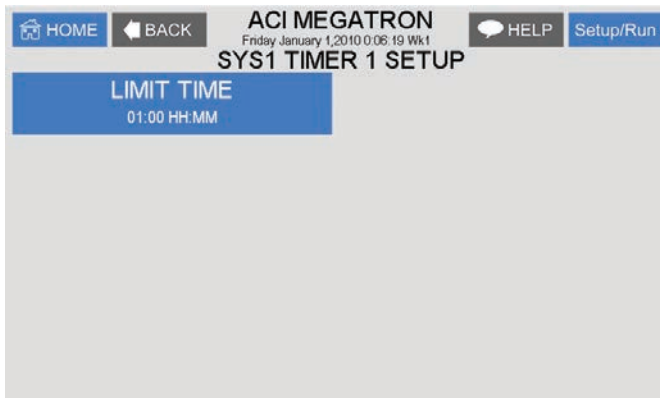 HOME
BACK
ACI MEGATRON
HELP
Setup/Run
Friday January 1,2010 0:06:19 Wk1
SYS1 TIMER 1 SETUP
LIMIT TIME
01:00 HH:MM